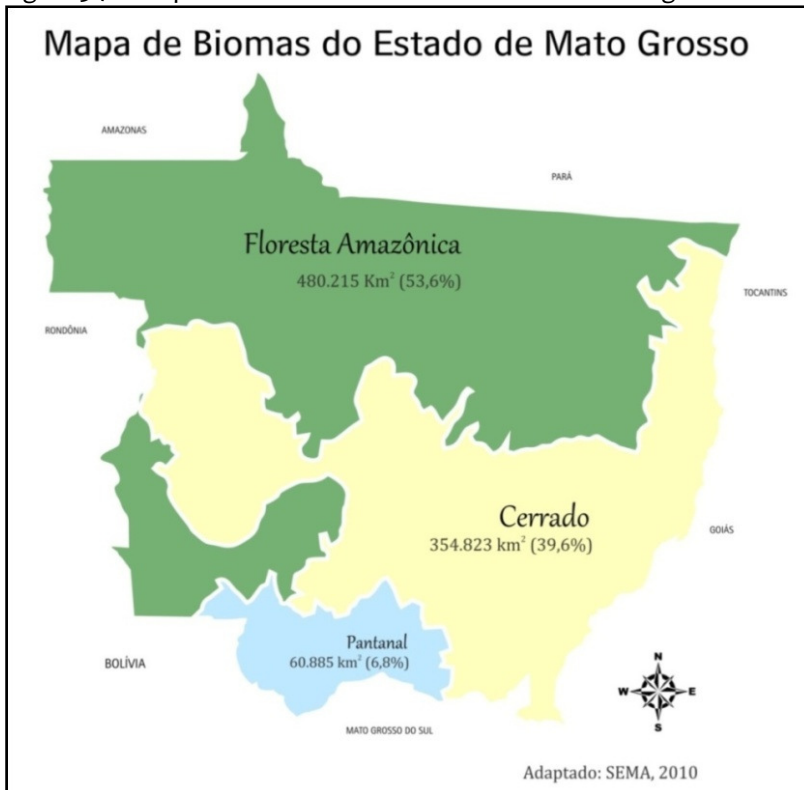 Mapa de Biomas do Estado de Mato Grosso
AMAZONAS
PARÁ
Floresta Amazônica
480.215 Km² (53,6%)
TOCANTINS
RONDÔNIA
Cerrado
354.823 km² (39,6%)
GOIÁS
Pantanal
60.885 km² (6,8%)
BOLÍVIA
N
W
E
S
MATO GROSSO DO SUL
Adaptado: SEMA, 2010